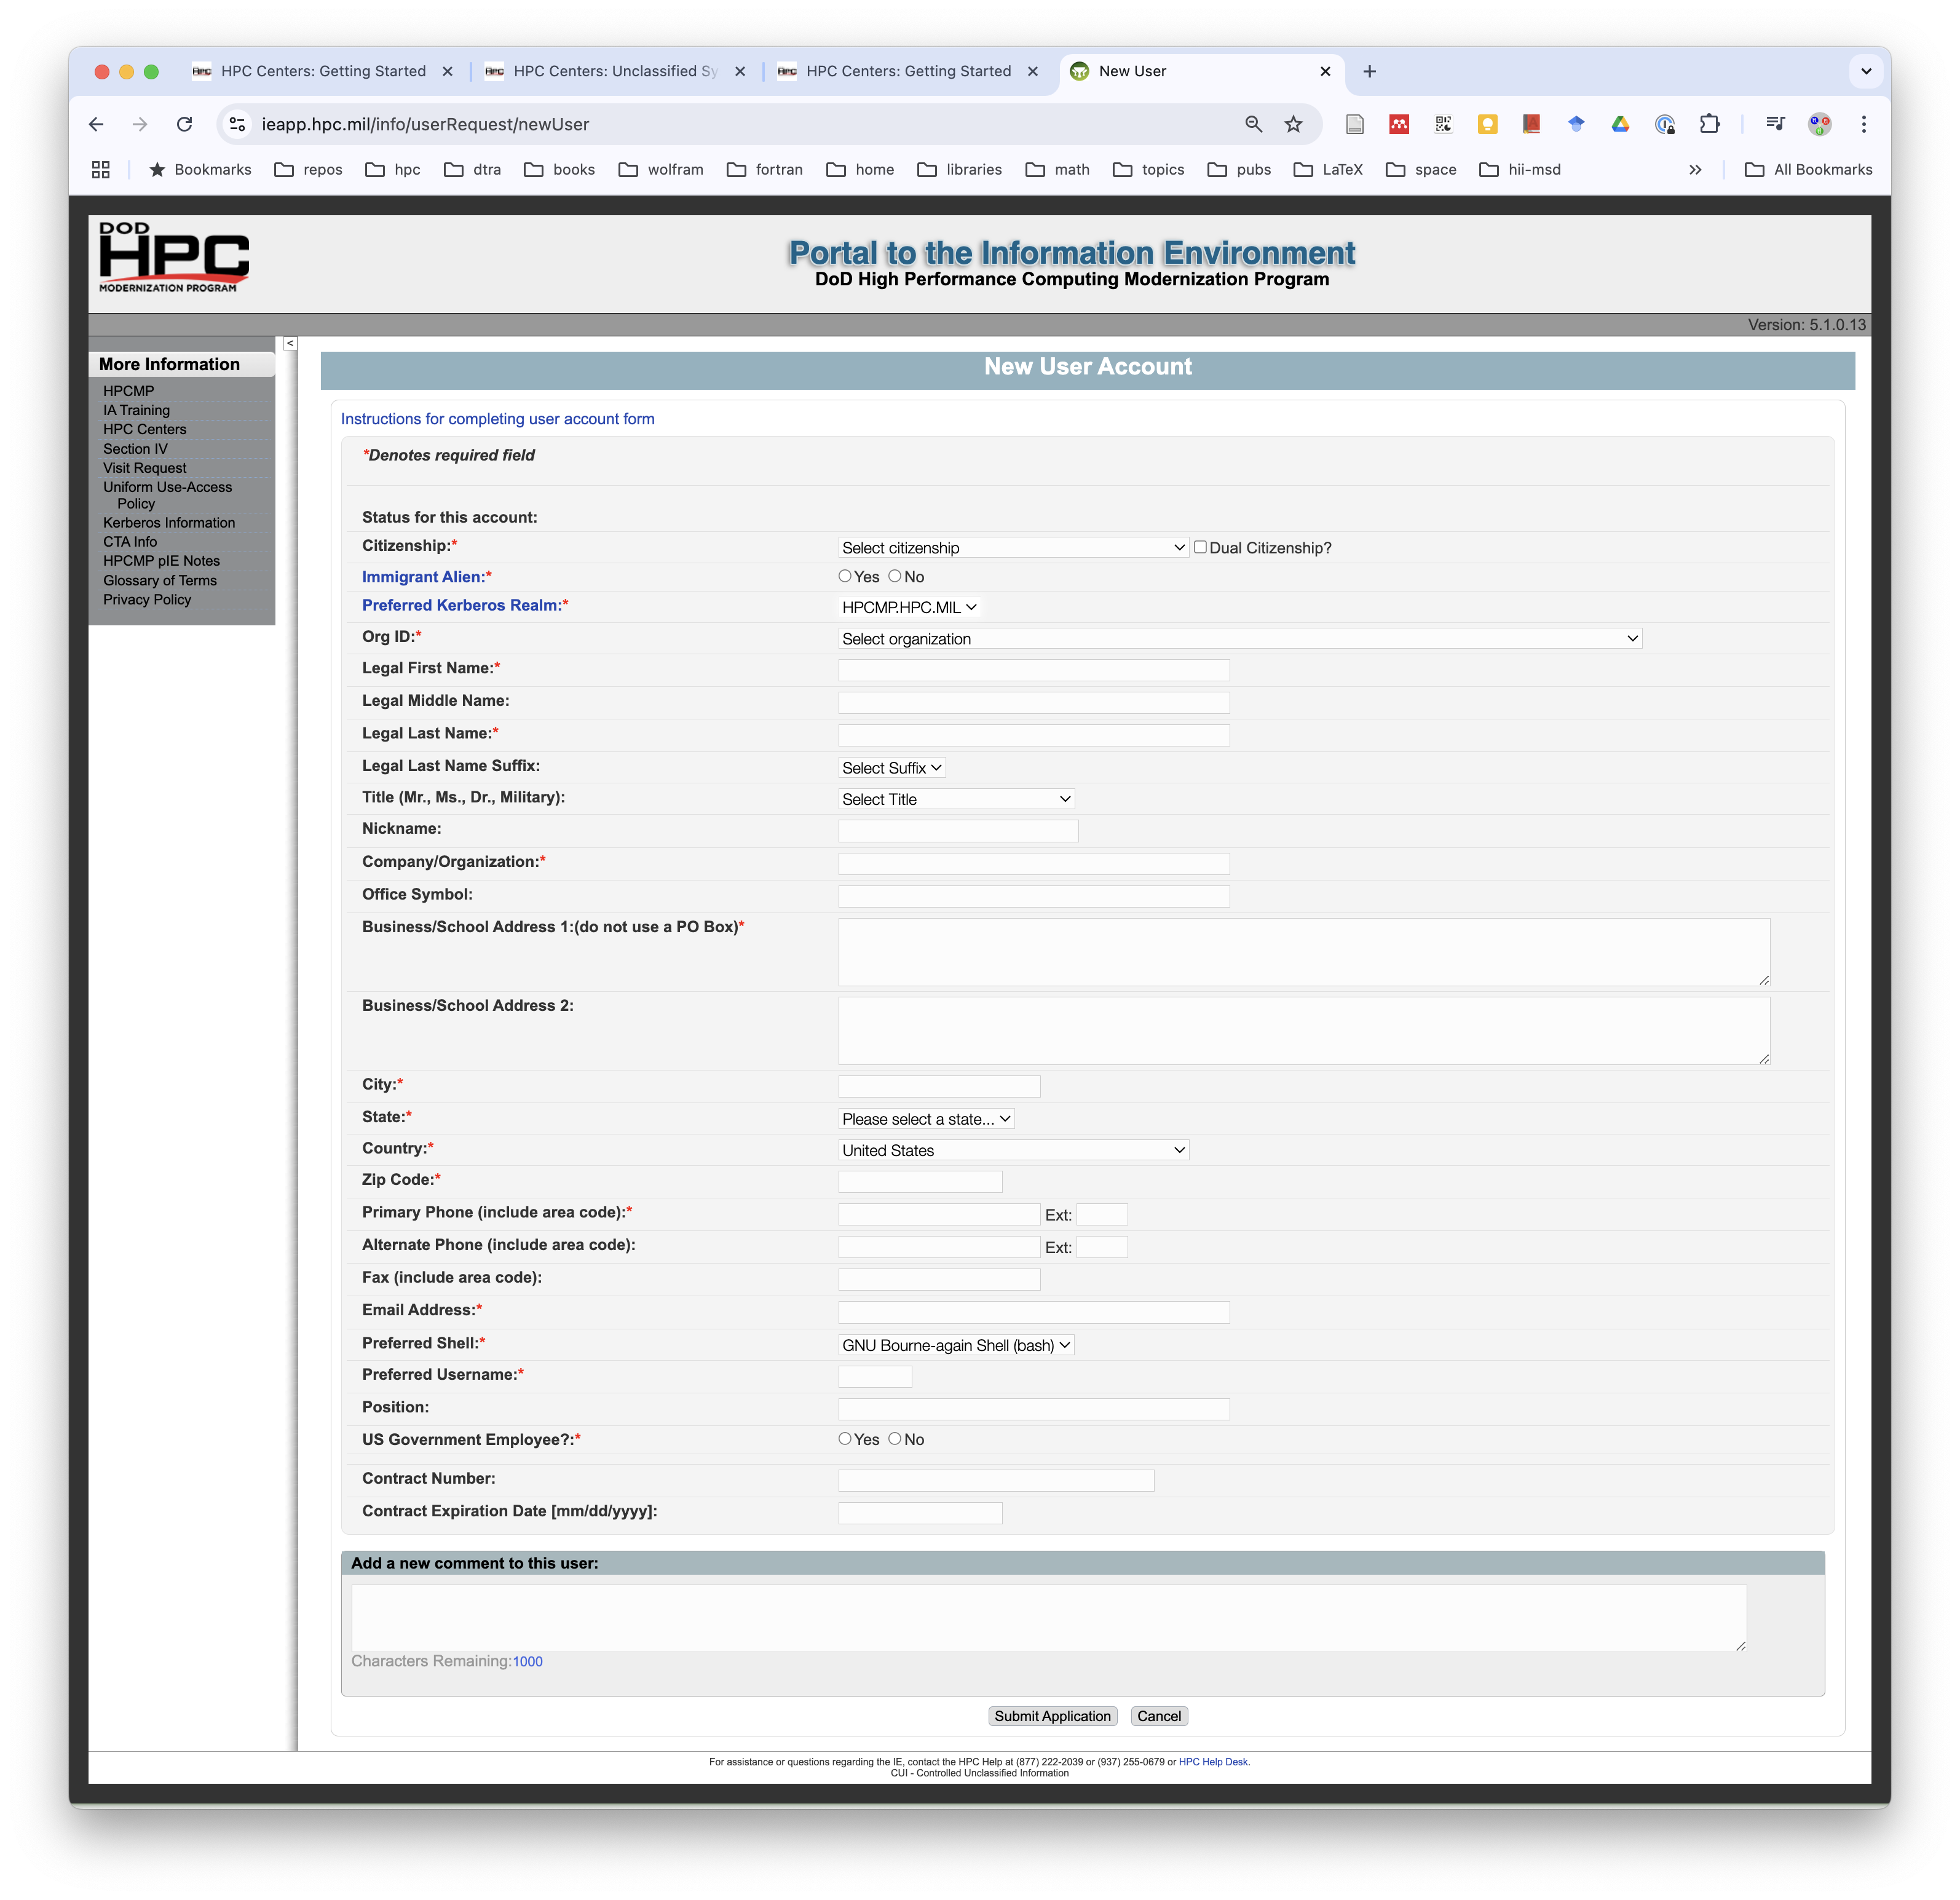 HPC Centers: Getting Started
HPC Centers: Unclassified Sy
HPC Centers: Getting Started
New User
ieapp.hpc.mil/info/userRequest/newUser
Bookmarks repos hpc dtra books wolfram fortran home libraries math topics pubs LaTeX space hii-msd All Bookmarks
DOD
HPC
MODERNIZATION PROGRAM
Portal to the Information Environment
DoD High Performance Computing Modernization Program
Version: 5.1.0.13
<
More Information
HPCMP
IA Training
HPC Centers
Section IV
Visit Request
Uniform Use-Access
Policy
Kerberos Information
CTA Info
HPCMP pIE Notes
Glossary of Terms
Privacy Policy
New User Account
Instructions for completing user account form
*Denotes required field
Status for this account:
Citizenship:* Select citizenship Dual Citizenship?
Immigrant Alien:* Yes No
Preferred Kerberos Realm:* HPCMP.HPC.MIL
Org ID:* Select organization
Legal First Name:*
Legal Middle Name:
Legal Last Name:*
Legal Last Name Suffix: Select Suffix
Title (Mr., Ms., Dr., Military): Select Title
Nickname:
Company/Organization:*
Office Symbol:
Business/School Address 1:(do not use a PO Box)*
Business/School Address 2:
City:*
State:* Please select a state...
Country:* United States
Zip Code:*
Primary Phone (include area code):* Ext:
Alternate Phone (include area code): Ext:
Fax (include area code):
Email Address:*
Preferred Shell:* GNU Bourne-again Shell (bash)
Preferred Username:*
Position:
US Government Employee?:* Yes No
Contract Number:
Contract Expiration Date [mm/dd/yyyy]:
Add a new comment to this user:
Characters Remaining:1000
Submit Application Cancel
For assistance or questions regarding the IE, contact the HPC Help at (877) 222-2039 or (937) 255-0679 or HPC Help Desk.
CUI - Controlled Unclassified Information